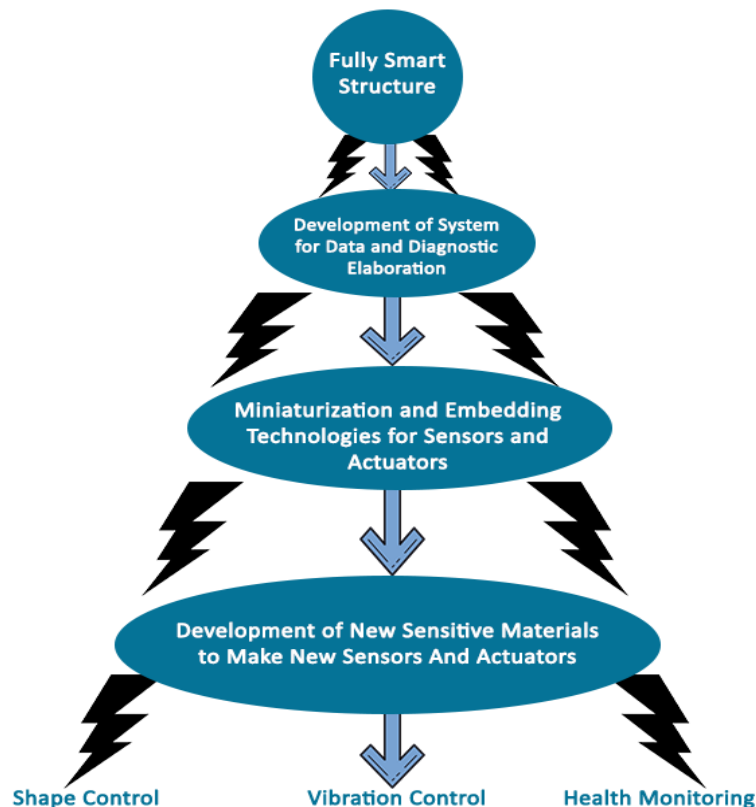 Fully Smart
Structure
Development of System
for Data and Diagnostic
Elaboration
Miniaturization and Embedding
Technologies for Sensors and
Actuators
Development of New Sensitive Materials
to Make New Sensors And Actuators
Shape Control
Vibration Control
Health Monitoring